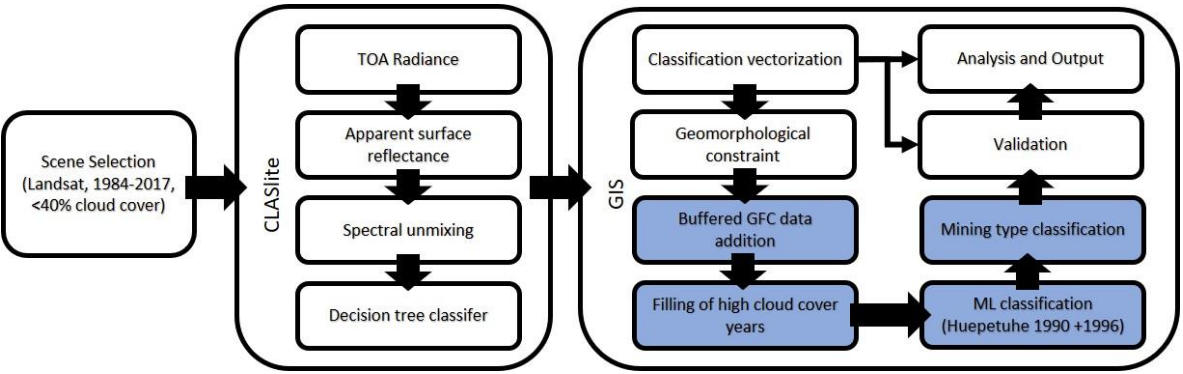 Scene Selection
(Landsat, 1984-2017,
<40% cloud cover)
CLASlite
TOA Radiance
Apparent surface
reflectance
Spectral unmixing
Decision tree classifer
GIS
Classification vectorization
Geomorphological
constraint
Buffered GFC data
addition
Filling of high cloud cover
years
ML classification
(Huepetuhe 1990 +1996)
Mining type classification
Validation
Analysis and Output